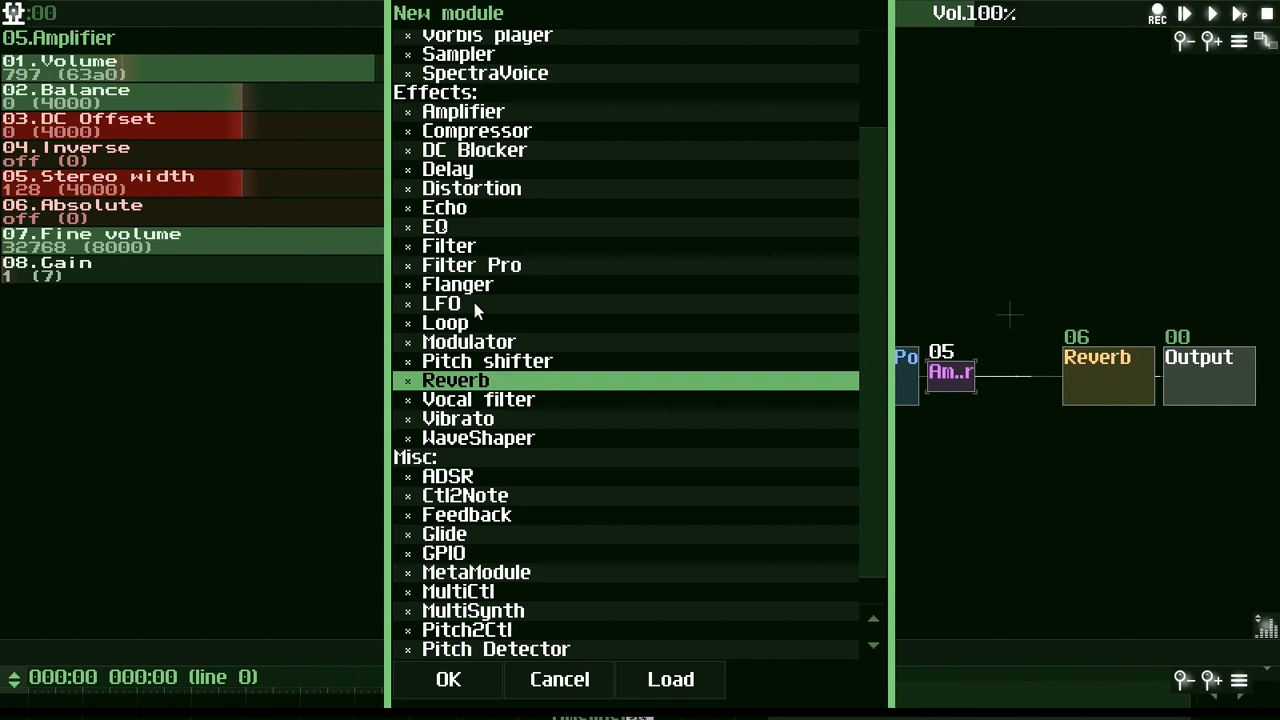 :00
05.Amplifier
01.Volume
797 (63a0)
02.Balance
0 (4000)
03.DC Offset
0 (4000)
04.Inverse
off (0)
05.Stereo width
128 (4000)
06.Absolute
off (0)
07.Fine volume
32768 (8000)
08.Gain
1 (7)
000:00 000:00 (line 0)
New module
Vorbis player
Sampler
SpectraVoice
Effects:
Amplifier
Compressor
DC Blocker
Delay
Distortion
Echo
EQ
Filter
Filter Pro
Flanger
LFO
Loop
Modulator
Pitch shifter
Reverb
Vocal filter
Vibrato
WaveShaper
Misc:
ADSR
Ctl2Note
Feedback
Glide
GPIO
MetaModule
MultiCtl
MultiSynth
Pitch2Ctl
Pitch Detector
OK Cancel Load
Vol.100%
REC
P
Po
05
Am..r
06
Reverb
00
Output